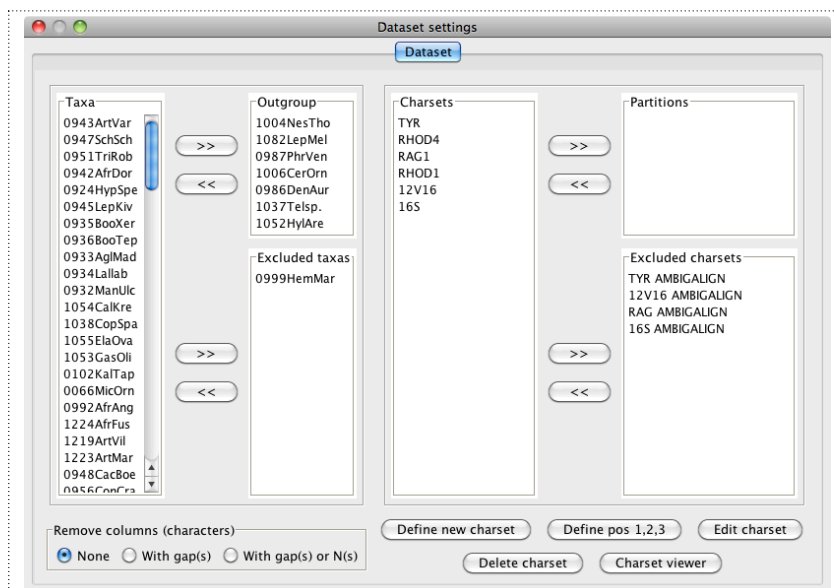 Dataset settings
Dataset
Taxa
0943ArtVar
0947SchSch
0951TriRob
0942AfrDor
0924HypSpe
0945LepKiv
0935BooXer
0936BooTep
0933AglMad
0934Lallab
0932ManUlc
1054CalKre
1038CopSpa
1055ElaOva
1053GasOli
0102KalTap
0066MicOrn
0992AfrAng
1224AfrFus
1219ArtVil
1223ArtMar
0948CacBoe
0956ConCra
>>
<<
>>
<<
Outgroup
1004NesTho
1082LepMel
0987PhrVen
1006CerOrn
0986DenAur
1037Telsp.
1052HylAre
Excluded taxas
0999HemMar
Charsets
TYR
RHOD4
RAG1
RHOD1
12V16
16S
>>
<<
>>
<<
Partitions
Excluded charsets
TYR AMBIGALIGN
12V16 AMBIGALIGN
RAG AMBIGALIGN
16S AMBIGALIGN
Remove columns (characters)
None With gap(s) With gap(s) or N(s)
Define new charset Define pos 1,2,3 Edit charset
Delete charset Charset viewer